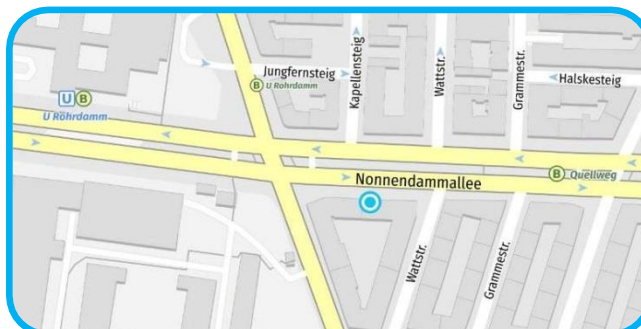 Jungfernsteig
Kapellensteig
Wattstr.
Grammestr.
Halskesteig
B
U Rohrdamm
U B
U Rohrdamm
Nonnendammallee
B
Quellweg
Wattstr.
Grammestr.